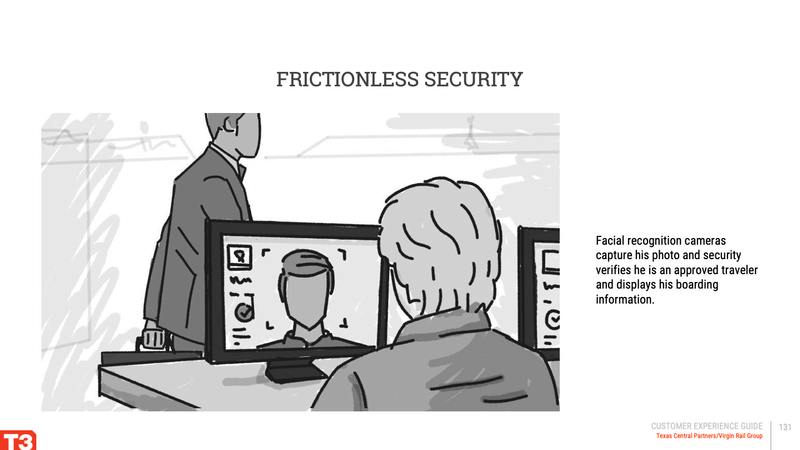 FRICTIONLESS SECURITY
Facial recognition cameras
capture his photo and security
verifies he is an approved traveler
and displays his boarding
information.
CUSTOMER EXPERIENCE GUIDE
Texas Central Partners/Virgin Rail Group
131
T3